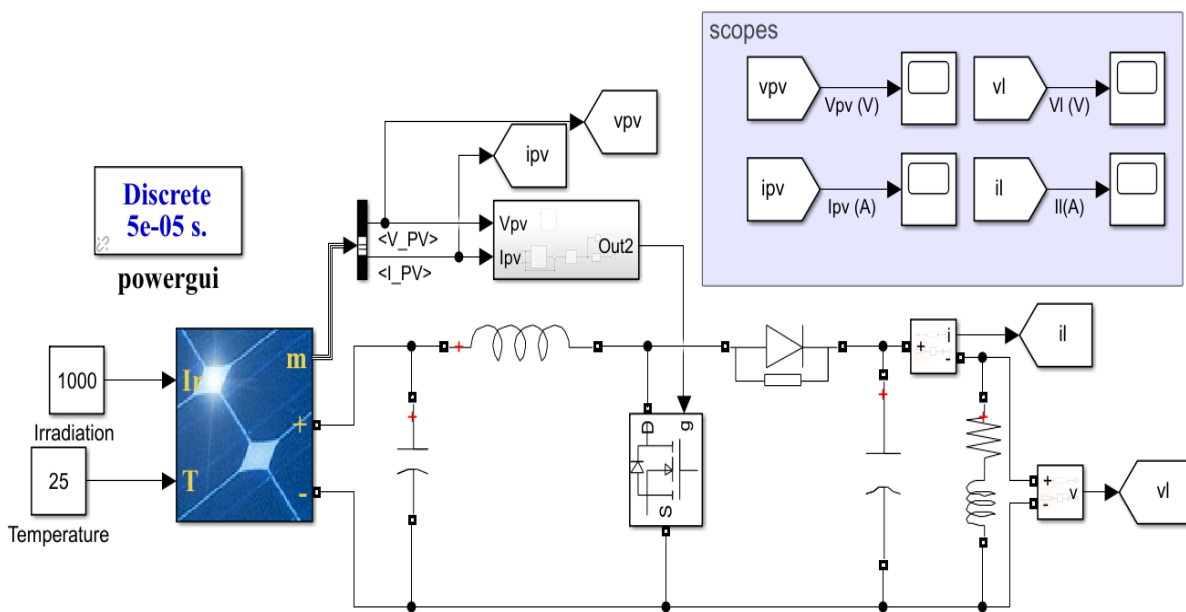 scopes
vpv
Vpv (V)
vl
Vl (V)
ipv
Ipv (A)
il
Il(A)
vpv
ipv
Discrete
5e-05 s.
powergui
<V_PV>
<I_PV>
Vpv
Ipv
Out2
1000
Irradiation
25
Temperature
Ir
T
m
+
-
+
D
g
S
+
+
i
-
il
+
+
-
v
vl